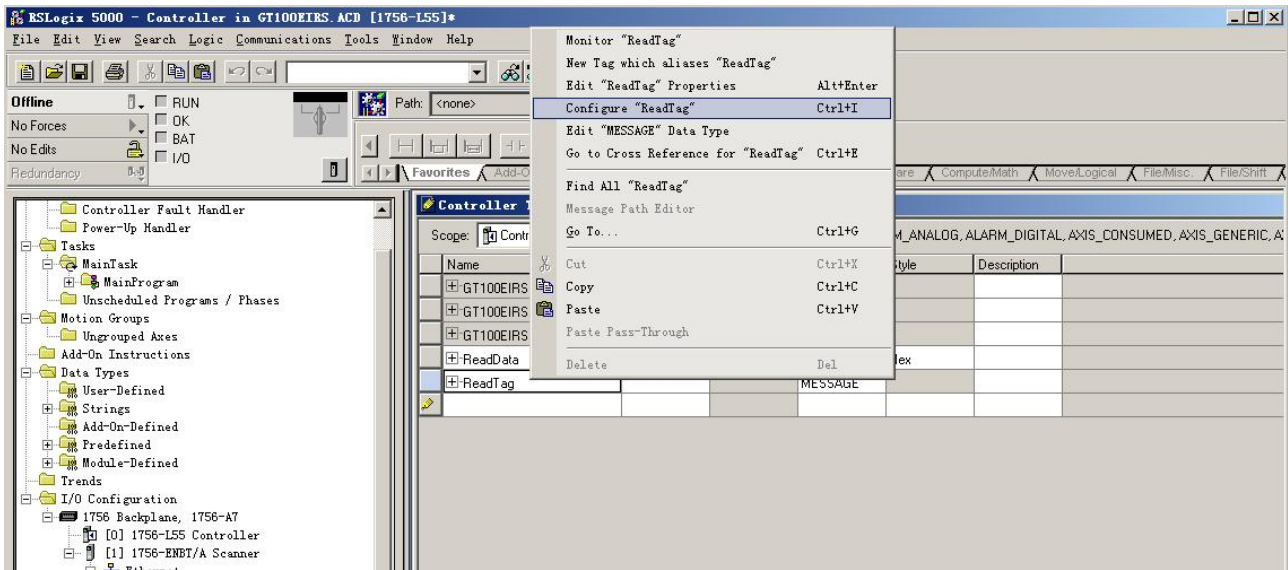 RSLogix 5000 - Controller in GT100EIRS.ACD [1756-L55]*
File Edit View Search Logic Communications Tools Window Help
Offline
RUN
No Forces
OK
No Edits
BAT
Redundancy
I/O
Path: <none>
Favorites
Compute/Math
Move/Logical
File/Misc.
File/Shift
Monitor "ReadTag"
New Tag which aliases "ReadTag"
Edit "ReadTag" Properties Alt+Enter
Configure "ReadTag" Ctrl+I
Edit "MESSAGE" Data Type
Go to Cross Reference for "ReadTag" Ctrl+E
Find All "ReadTag"
Message Path Editor
Go To... Ctrl+G
Cut Ctrl+X
Copy Ctrl+C
Paste Ctrl+V
Paste Pass-Through
Delete Del
Controller Fault Handler
Power-Up Handler
Tasks
MainTask
MainProgram
Unscheduled Programs / Phases
Motion Groups
Ungrouped Axes
Add-On Instructions
Data Types
User-Defined
Strings
Add-On-Defined
Predefined
Module-Defined
Trends
I/O Configuration
1756 Backplane, 1756-A7
[0] 1756-L55 Controller
[1] 1756-ENBT/A Scanner
Controller
Scope: Contr
M_ANALOG, ALARM_DIGITAL, AXIS_CONSUMED, AXIS_GENERIC,
Name Style Description
GT100EIRS
GT100EIRS
GT100EIRS
ReadData
ReadTag MESSAGE